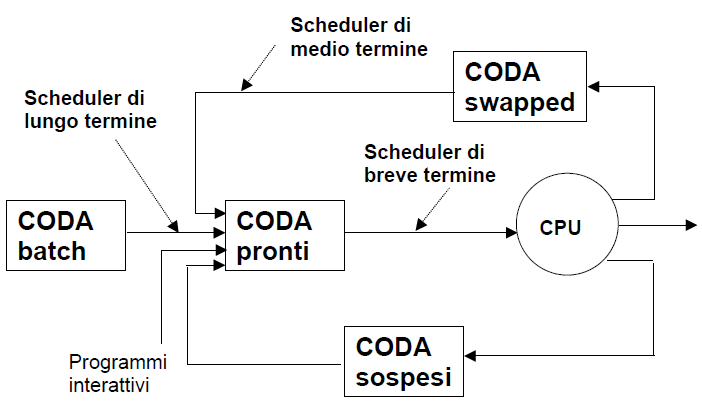 Scheduler di
medio termine
CODA
swapped
Scheduler di
lungo termine
Scheduler di
breve termine
CODA
batch
CODA
pronti
CPU
Programmi
interattivi
CODA
sospesi